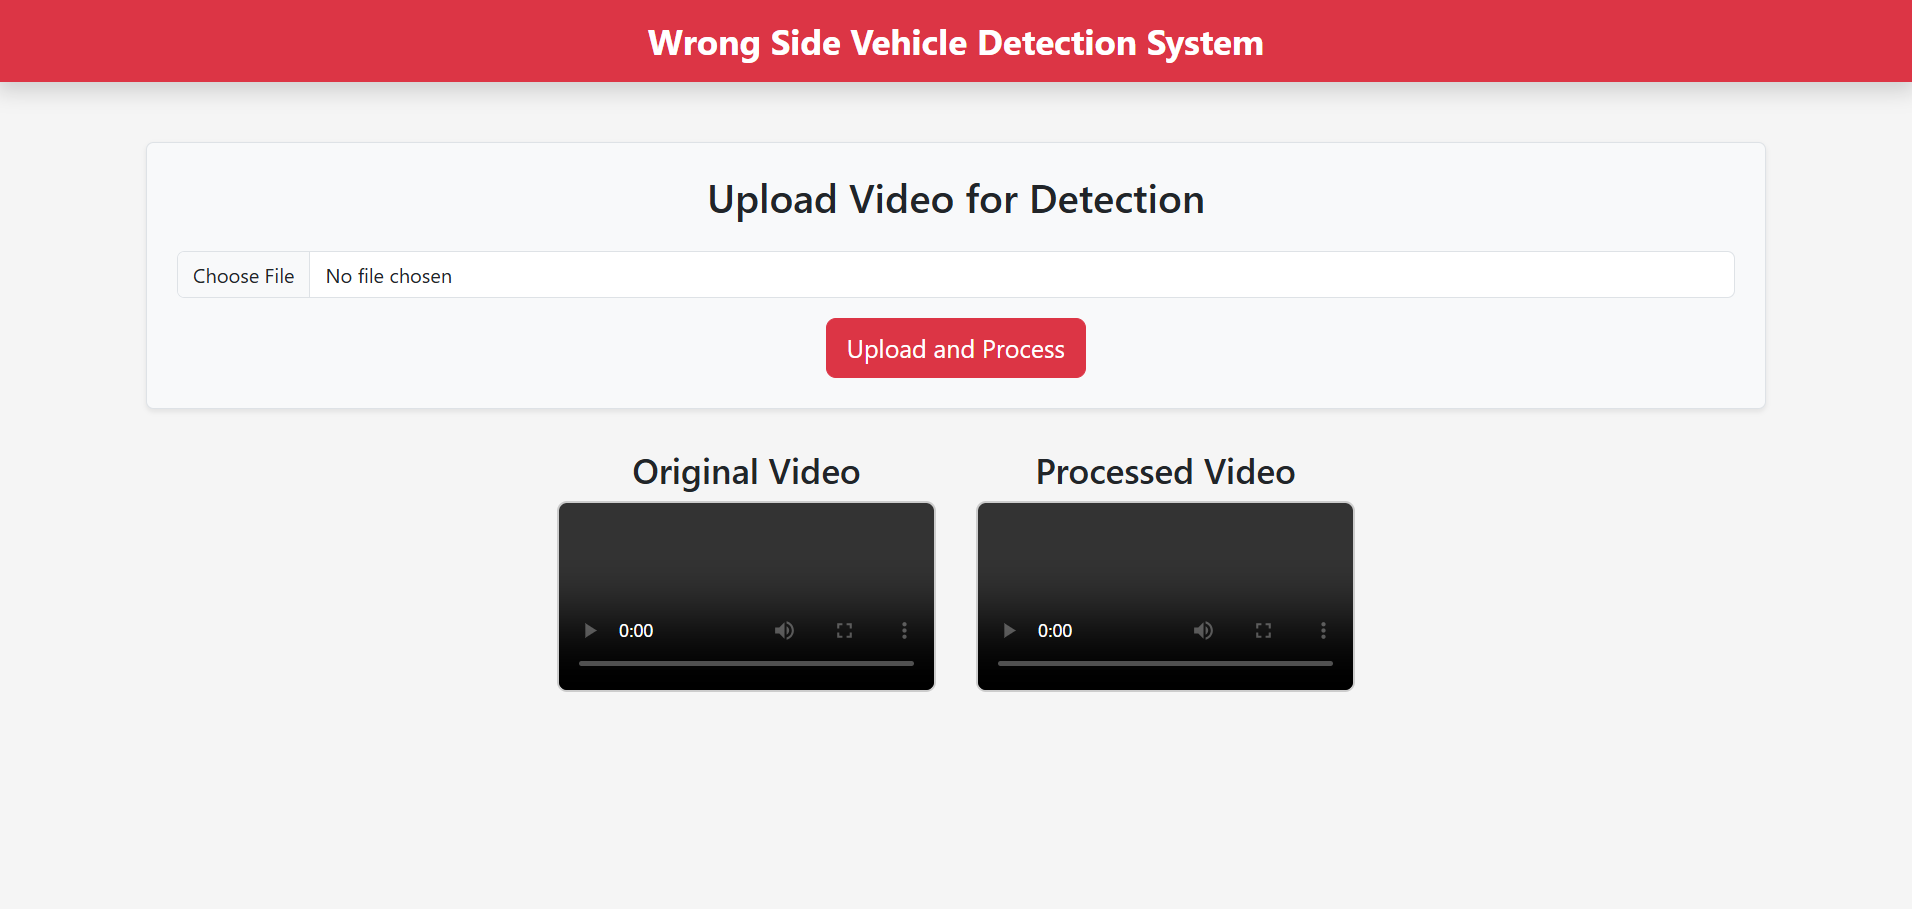 Wrong Side Vehicle Detection System
Upload Video for Detection
Choose File No file chosen
Upload and Process
Original Video Processed Video
0:00 0:00